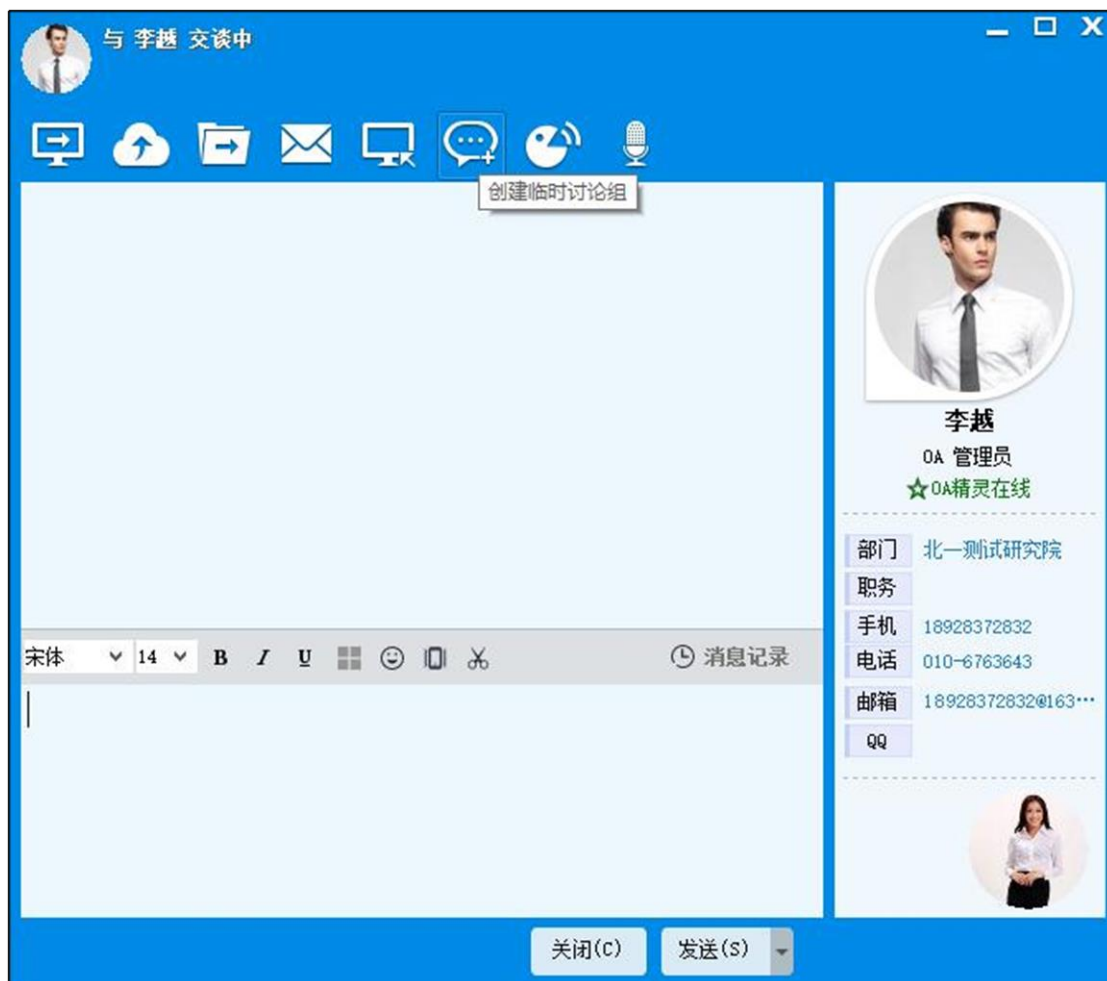 与 李越 交谈中
创建临时讨论组
李越
OA 管理员
☆OA精灵在线
部门 北一测试研究院
职务
手机 18928372832
电话 010-6763643
邮箱 18928372832@163…
QQ
宋体 14 B I U 消息记录
关闭(C) 发送(S)